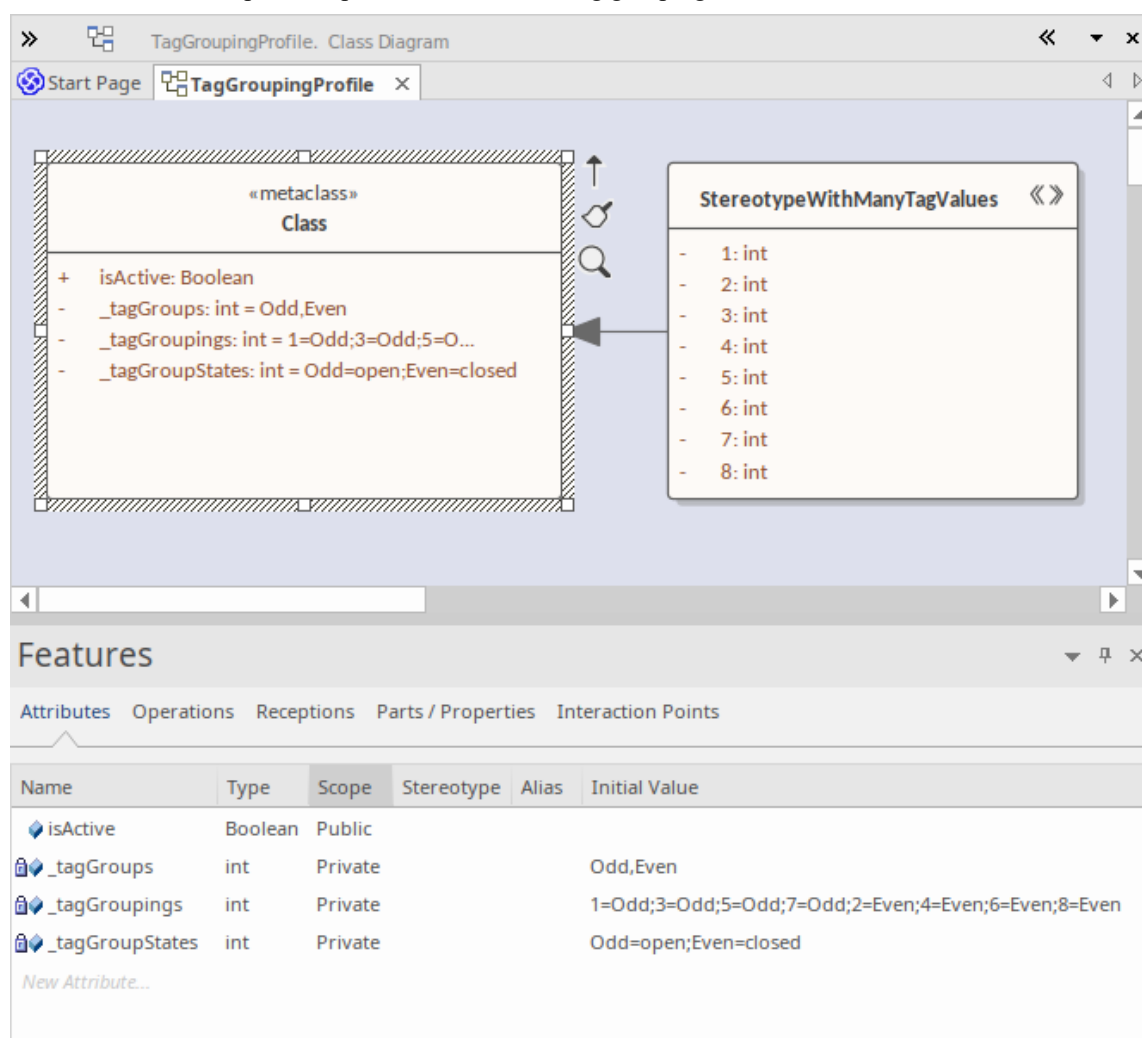 TagGroupingProfile. Class Diagram
Start Page TagGroupingProfile
«metaclass»
Class
+ isActive: Boolean
- _tagGroups: int = Odd,Even
- _tagGroupings: int = 1=Odd;3=Odd;5=O...
- _tagGroupStates: int = Odd=open;Even=closed
StereotypeWithManyTagValues «»
- 1: int
- 2: int
- 3: int
- 4: int
- 5: int
- 6: int
- 7: int
- 8: int
Features
Attributes Operations Receptions Parts / Properties Interaction Points
Name Type Scope Stereotype Alias Initial Value
isActive Boolean Public
_tagGroups int Private Odd,Even
_tagGroupings int Private 1=Odd;3=Odd;5=Odd;7=Odd;2=Even;4=Even;6=Even;8=Even
_tagGroupStates int Private Odd=open;Even=closed
New Attribute...